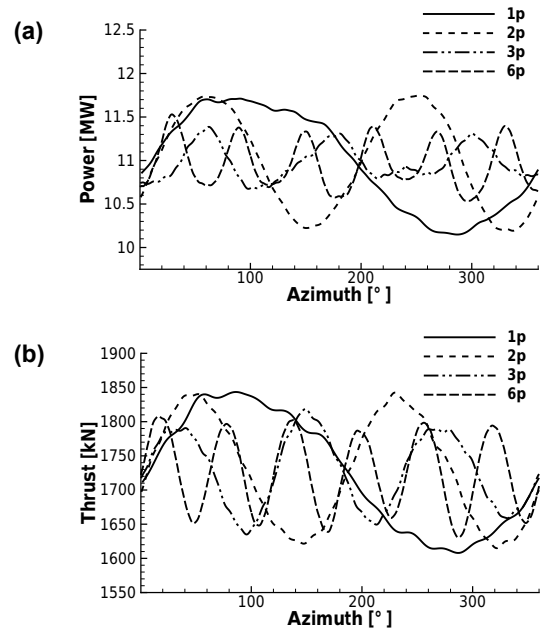 (a)
1p
2p
3p
6p
12.5
12
11.5
11
10.5
10
Power [MW]
100
200
300
Azimuth [°]
(b)
1p
2p
3p
6p
1900
1850
1800
1750
1700
1650
1600
1550
Thrust [kN]
100
200
300
Azimuth [°]